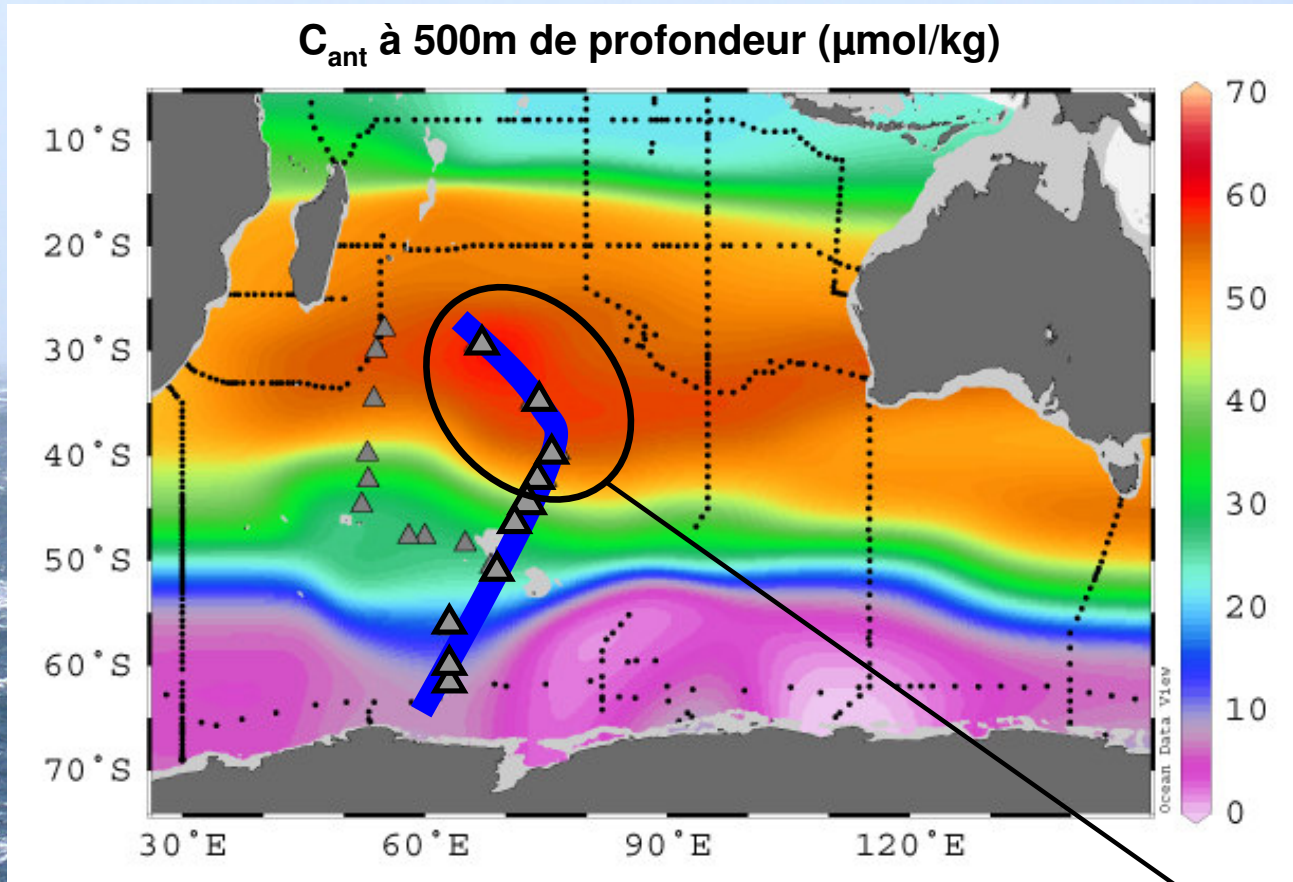 C_ant à 500m de profondeur (µmol/kg)
10˚S
20˚S
30˚S
40˚S
50˚S
60˚S
70˚S
30˚E
60˚E
90˚E
120˚E
70
60
50
40
30
20
10
0
Ocean Data View